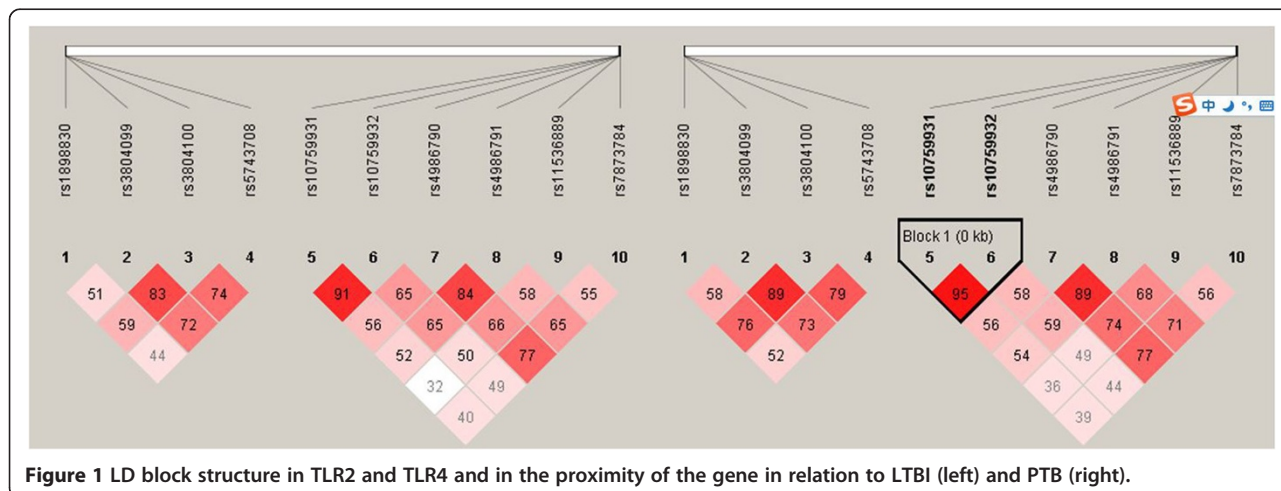 rs1898830 rs3804099 rs3804100 rs5743708 rs10759931 rs10759932 rs4986790 rs4986791 rs11536889 rs7873784 rs1898830 rs3804099 rs3804100 rs5743708 rs10759931 rs10759932 rs4986790 rs4986791 rs11536889 rs7873784
S 中
Block 1 (0 kb)
1 2 3 4 5 6 7 8 9 10 1 2 3 4 5 6 7 8 9 10
51 83 74 91 65 84 58 55 58 89 79 95 58 89 68 56
59 72 56 65 66 65 76 73 56 59 74 71
44 52 50 77 52 54 49 77
32 49 36 44
40 39
Figure 1 LD block structure in TLR2 and TLR4 and in the proximity of the gene in relation to LTBI (left) and PTB (right).